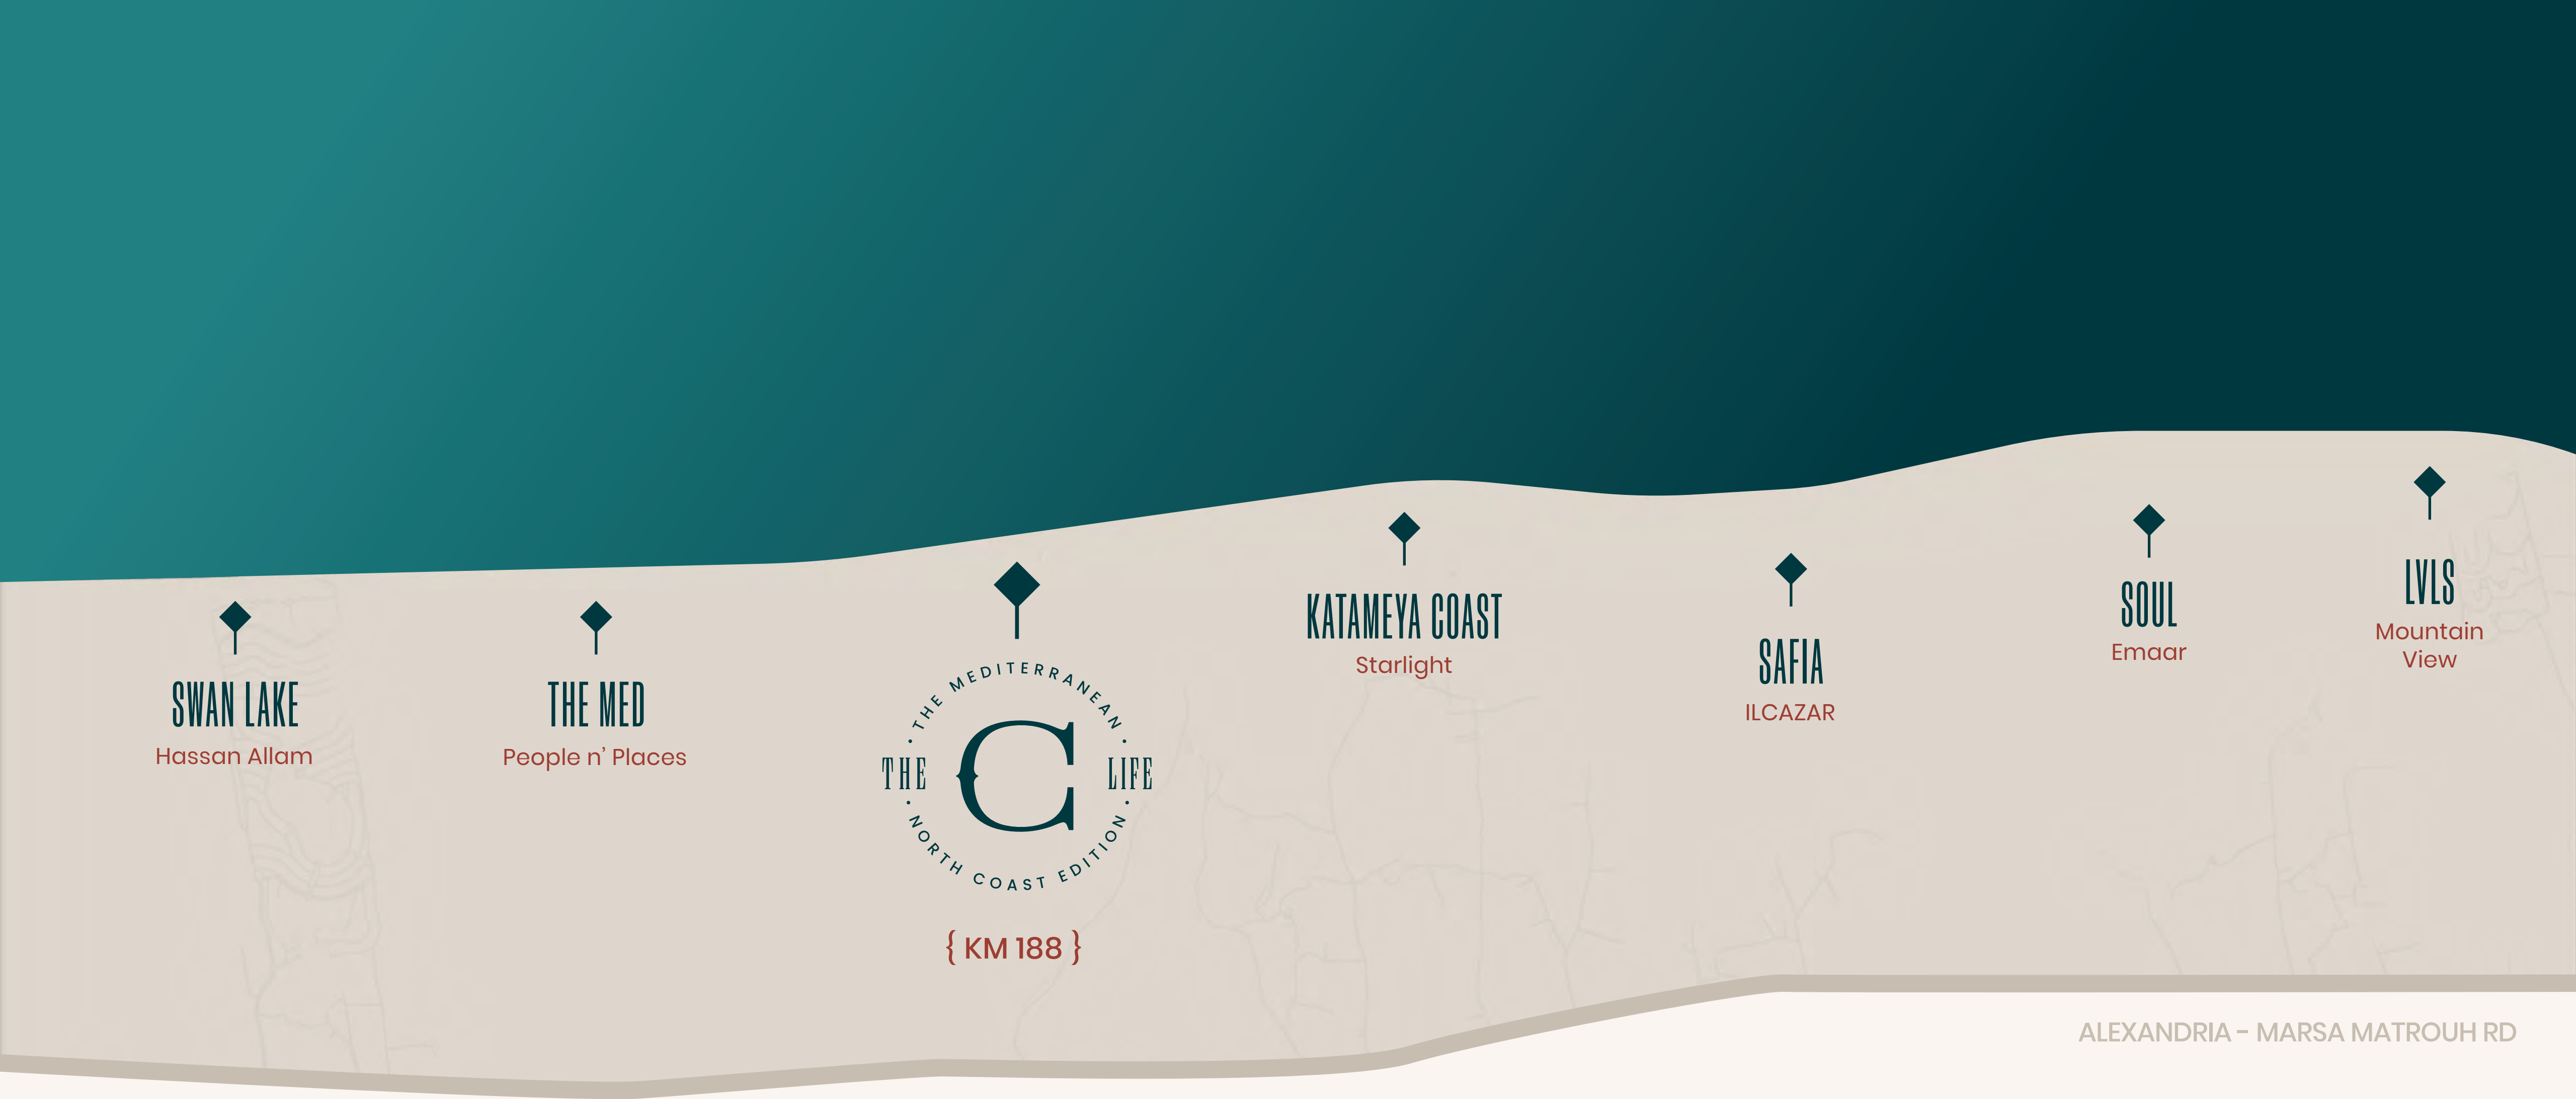 SWAN LAKE
Hassan Allam
THE MED
People n' Places
· THE MEDITERRANEAN ·
THE C LIFE
· NORTH COAST EDITION ·
{ KM 188 }
KATAMEYA COAST
Starlight
SAFIA
ILCAZAR
SOUL
Emaar
LVLS
Mountain
View
ALEXANDRIA - MARSA MATROUH RD